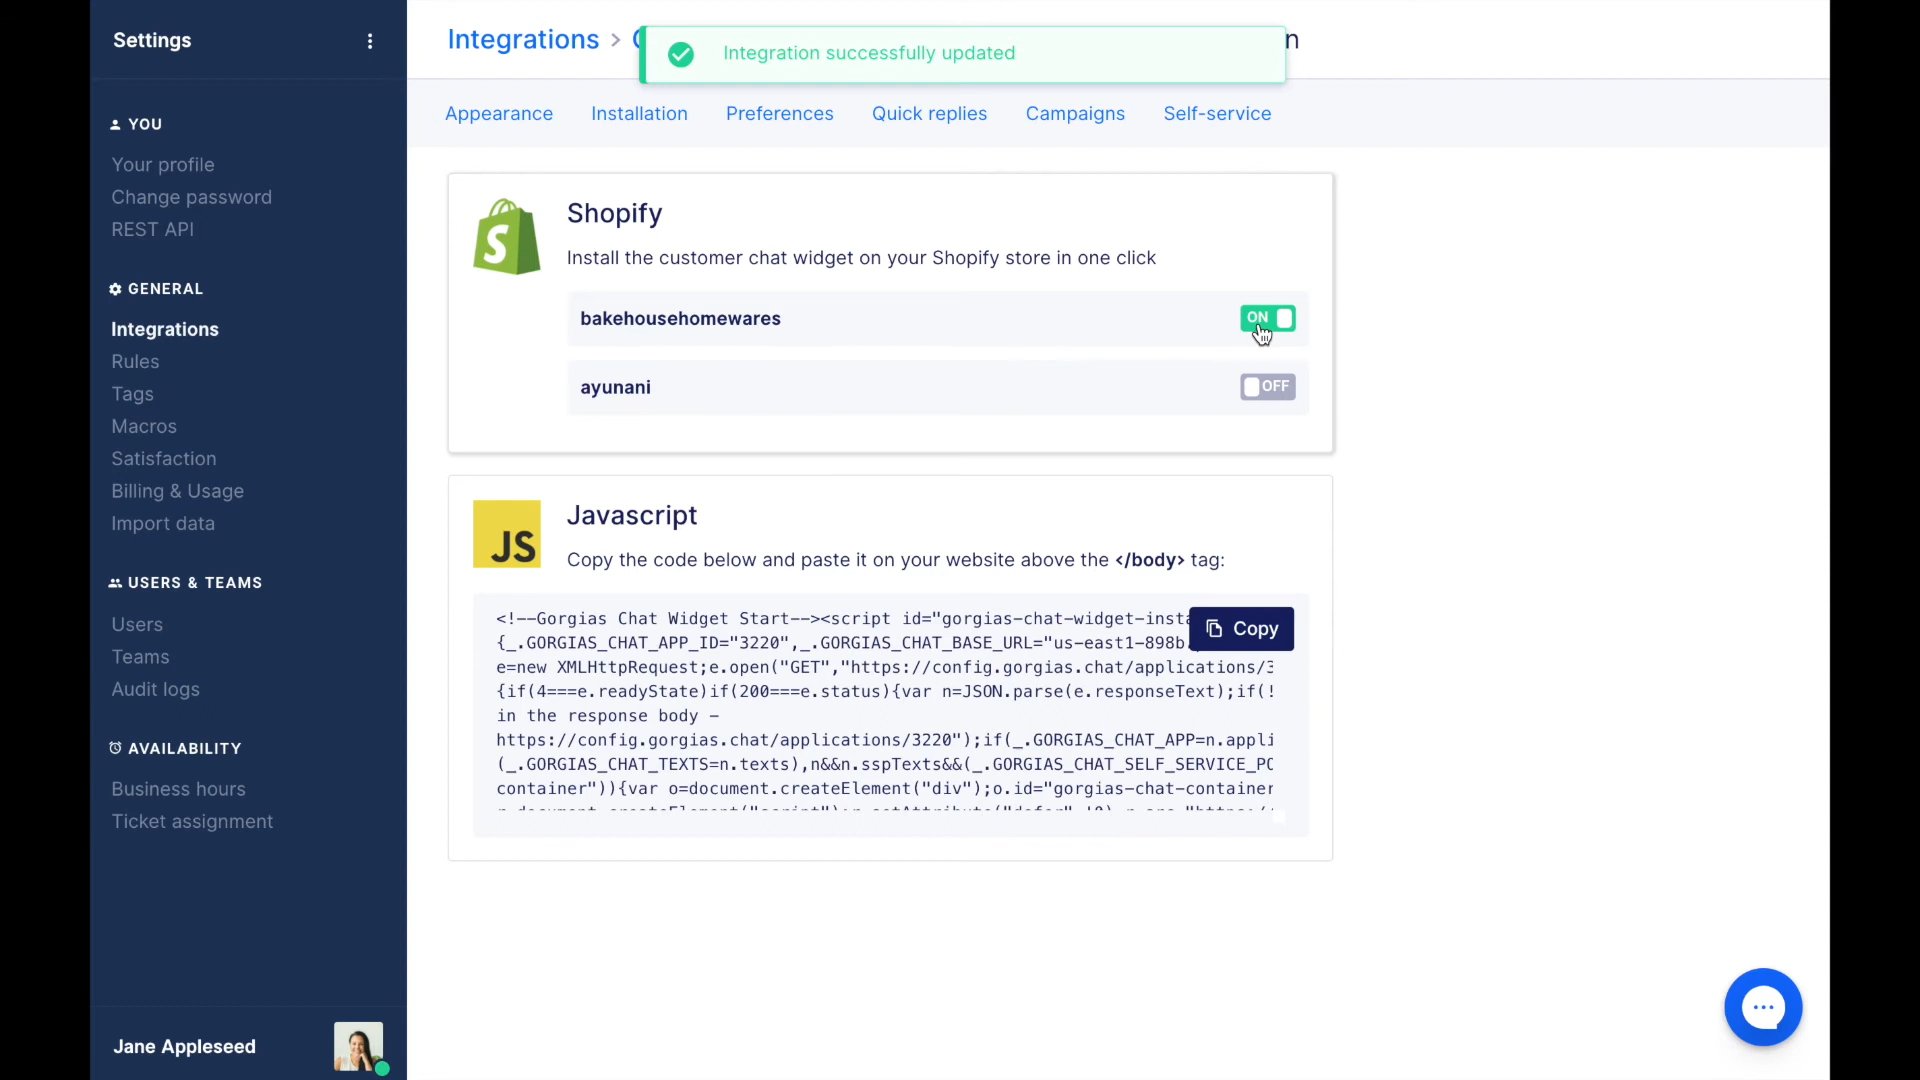 Settings
YOU
Your profile
Change password
REST API
GENERAL
Integrations
Rules
Tags
Macros
Satisfaction
Billing & Usage
Import data
USERS & TEAMS
Users
Teams
Audit logs
AVAILABILITY
Business hours
Ticket assignment
Jane Appleseed
Integrations >
Integration successfully updated
Appearance Installation Preferences Quick replies Campaigns Self-service
Shopify
Install the customer chat widget on your Shopify store in one click
bakehousehomewares ON
ayunani OFF
JS
Javascript
Copy the code below and paste it on your website above the </body> tag:
Copy
<!--Gorgias Chat Widget Start--><script id="gorgias-chat-widget-insta
{_.GORGIAS_CHAT_APP_ID="3220",_.GORGIAS_CHAT_BASE_URL="us-east1-898b
e=new XMLHttpRequest;e.open("GET","https://config.gorgias.chat/applications/3
{if(4===e.readyState)if(200===e.status){var n=JSON.parse(e.responseText);if(!
in the response body –
https://config.gorgias.chat/applications/3220");if(_.GORGIAS_CHAT_APP=n.appli
(_.GORGIAS_CHAT_TEXTS=n.texts),n&&n.sspTexts&&(_.GORGIAS_CHAT_SELF_SERVICE_PO
container")){var o=document.createElement("div");o.id="gorgias-chat-container